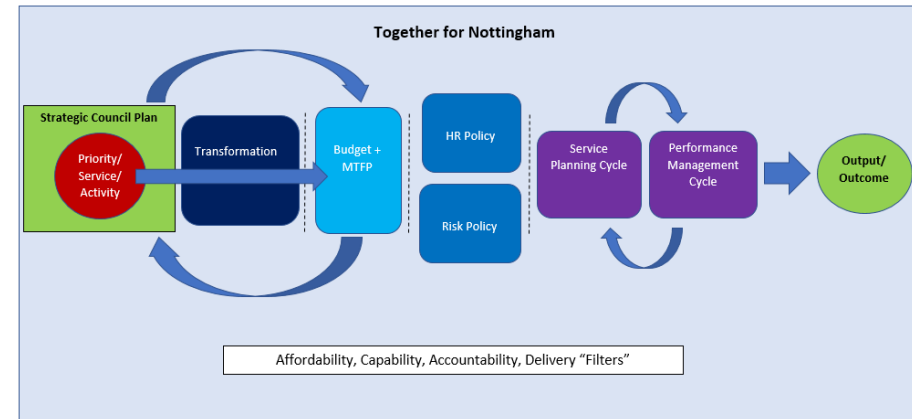 Together for Nottingham
Strategic Council Plan
Priority/
Service/
Activity
Transformation
Budget +
MTFP
HR Policy
Risk Policy
Service
Planning Cycle
Performance
Management
Cycle
Output/
Outcome
Affordability, Capability, Accountability, Delivery “Filters”